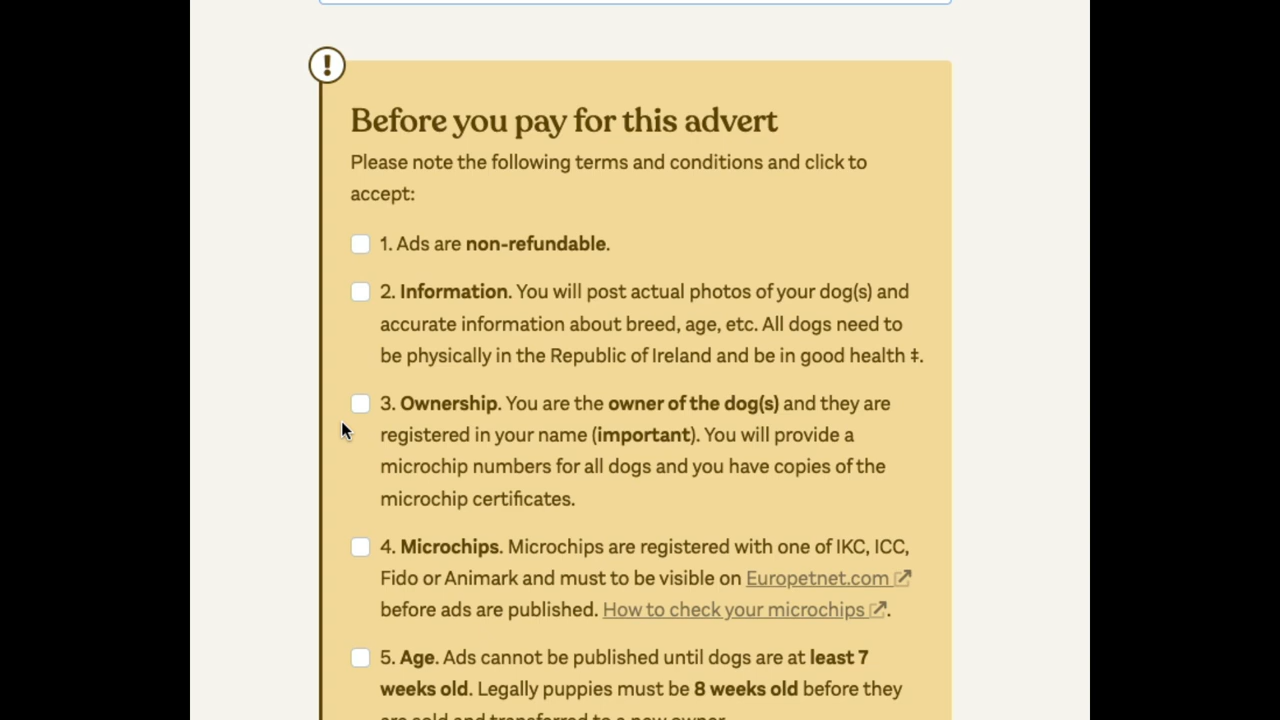 !
Before you pay for this advert
Please note the following terms and conditions and click to
accept:
1. Ads are non-refundable.
2. Information. You will post actual photos of your dog(s) and
accurate information about breed, age, etc. All dogs need to
be physically in the Republic of Ireland and be in good health ‡.
3. Ownership. You are the owner of the dog(s) and they are
registered in your name (important). You will provide a
microchip numbers for all dogs and you have copies of the
microchip certificates.
4. Microchips. Microchips are registered with one of IKC, ICC,
Fido or Animark and must to be visible on Europetnet.com
before ads are published. How to check your microchips.
5. Age. Ads cannot be published until dogs are at least 7
weeks old. Legally puppies must be 8 weeks old before they
are sold and transferred to a new owner.